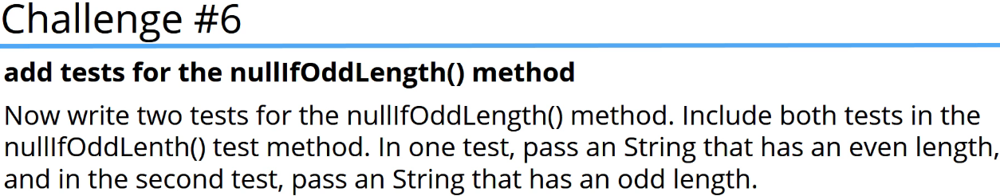 Challenge #6
add tests for the nullIfOddLength() method
Now write two tests for the nullIfOddLength() method. Include both tests in the
nullIfOddLenth() test method. In one test, pass an String that has an even length,
and in the second test, pass an String that has an odd length.